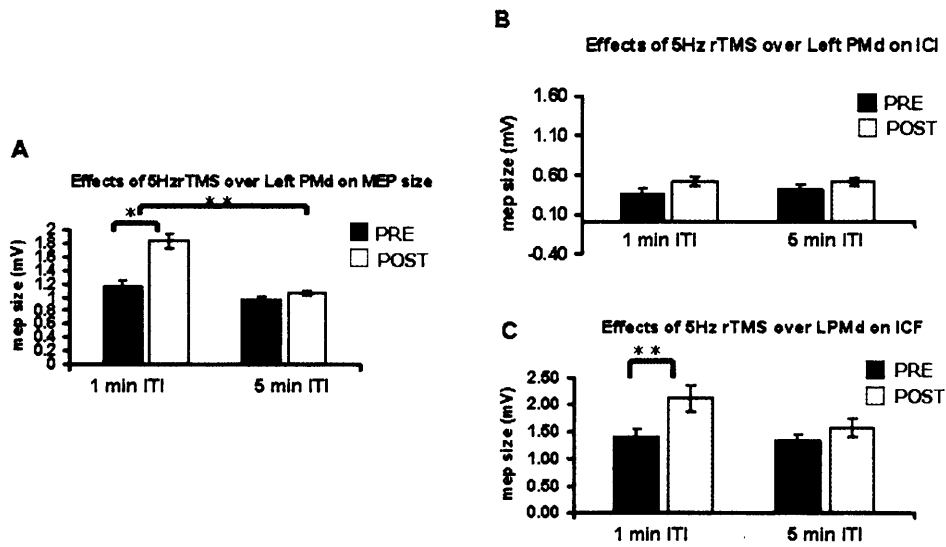 A
Effects of 5HzrTMS over Left PMd on MEP size
* *
*
PRE
POST
mep size (mV)
2
1.8
1.6
1.4
1.2
1
0.8
0.6
0.4
0.2
0
1 min ITI
5 min ITI
B
Effects of 5Hz rTMS over Left PMd on ICI
PRE
POST
mep size (mV)
1.60
1.10
0.60
0.10
-0.40
1 min ITI
5 min ITI
C
Effects of 5Hz rTMS over LPMd on ICF
* *
PRE
POST
mep size (mV)
2.50
2.00
1.50
1.00
0.50
0.00
1 min ITI
5 min ITI